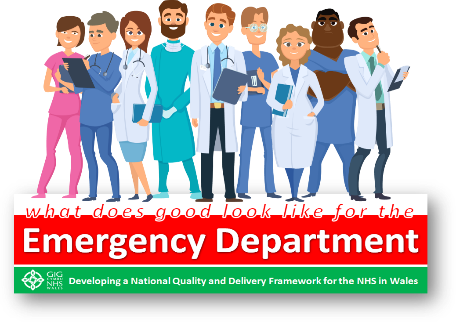 what does good look like for the
Emergency Department
GIG
CYMRU
NHS
WALES
Developing a National Quality and Delivery Framework for the NHS in Wales